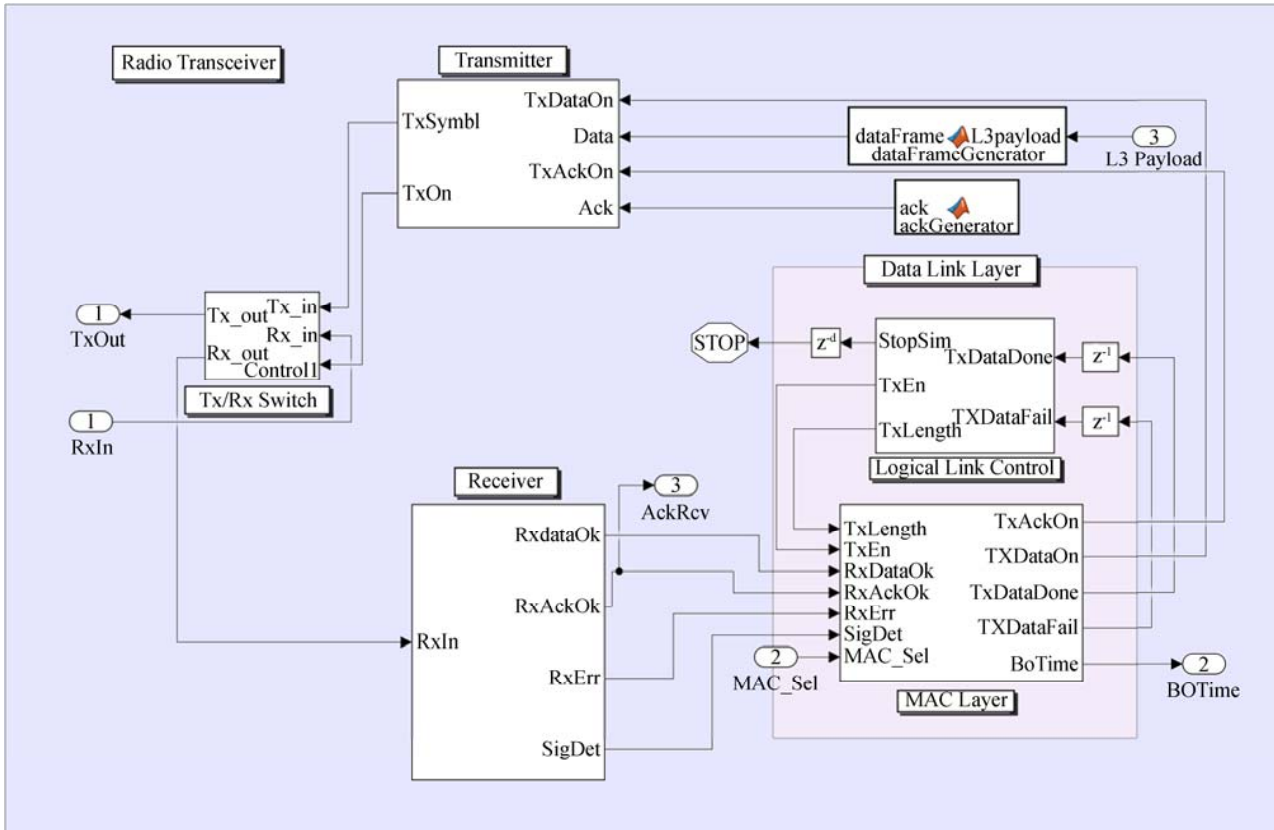 Radio Transceiver
Transmitter
TxDataOn
TxSymbl
Data
TxAckOn
TxOn
Ack
dataFrame L3payload
dataFrameGenerator
3
L3 Payload
ack
ackGenerator
Data Link Layer
1
TxOut
Tx_out
Tx_in
Rx_in
Rx_out
Control1
Tx/Rx Switch
1
RxIn
STOP
z-d
StopSim
TxDataDone
z-1
TxEn
TXDataFail
z-1
TxLength
Logical Link Control
Receiver
3
AckRcv
RxdataOk
RxAckOk
RxIn
RxErr
SigDet
TxLength
TxEn
RxDataOk
RxAckOk
RxErr
SigDet
MAC_Sel
2
MAC_Sel
TxAckOn
TXDataOn
TxDataDone
TXDataFail
BoTime
2
BOTime
MAC Layer